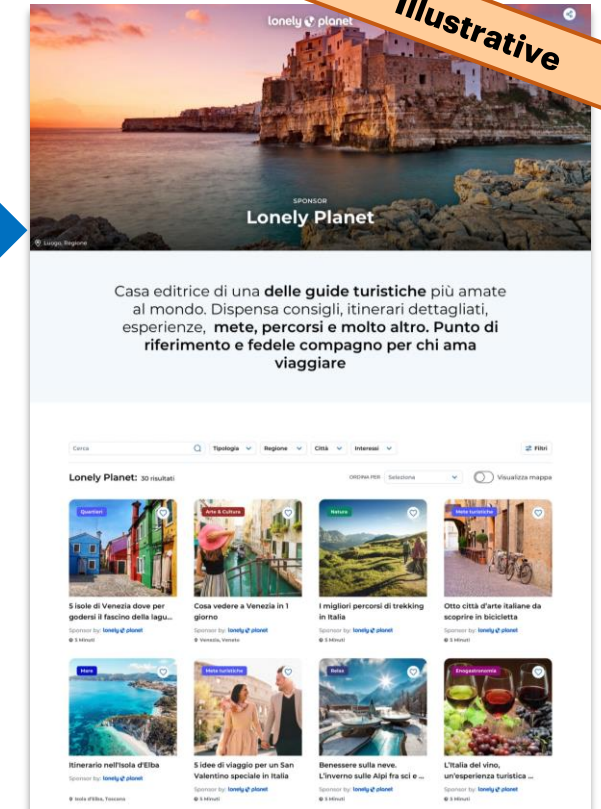 Illustrative
lonely planet
SPONSOR
Lonely Planet
Luogo, Regione
Casa editrice di una delle guide turistiche più amate
al mondo. Dispensa consigli, itinerari dettagliati,
esperienze, mete, percorsi e molto altro. Punto di
riferimento e fedele compagno per chi ama
viaggiare
Cerca Tipologia Regione Città Interessi Filtri
Lonely Planet: 30 risultati ORDINA PER Seleziona Visualizza mappa
Quartieri Arte & Cultura Natura Mete turistiche
5 isole di Venezia dove per Cosa vedere a Venezia in 1 I migliori percorsi di trekking Otto città d'arte italiane da
godersi il fascino della lagu... giorno in Italia scoprire in bicicletta
Sponsor by: lonely planet Sponsor by: lonely planet Sponsor by: lonely planet Sponsor by: lonely planet
5 Minuti Venezia, Veneto 5 Minuti 5 Minuti
Mare Mete turistiche Relax Enogastronomia
Itinerario nell'Isola d'Elba 5 idee di viaggio per un San Benessere sulla neve. L'Italia del vino,
Valentino speciale in Italia L'inverno sulle Alpi fra sci e ... un'esperienza turistica ...
Sponsor by: lonely planet Sponsor by: lonely planet Sponsor by: lonely planet Sponsor by: lonely planet
Isola d'Elba, Toscana 5 Minuti 5 Minuti 5 Minuti